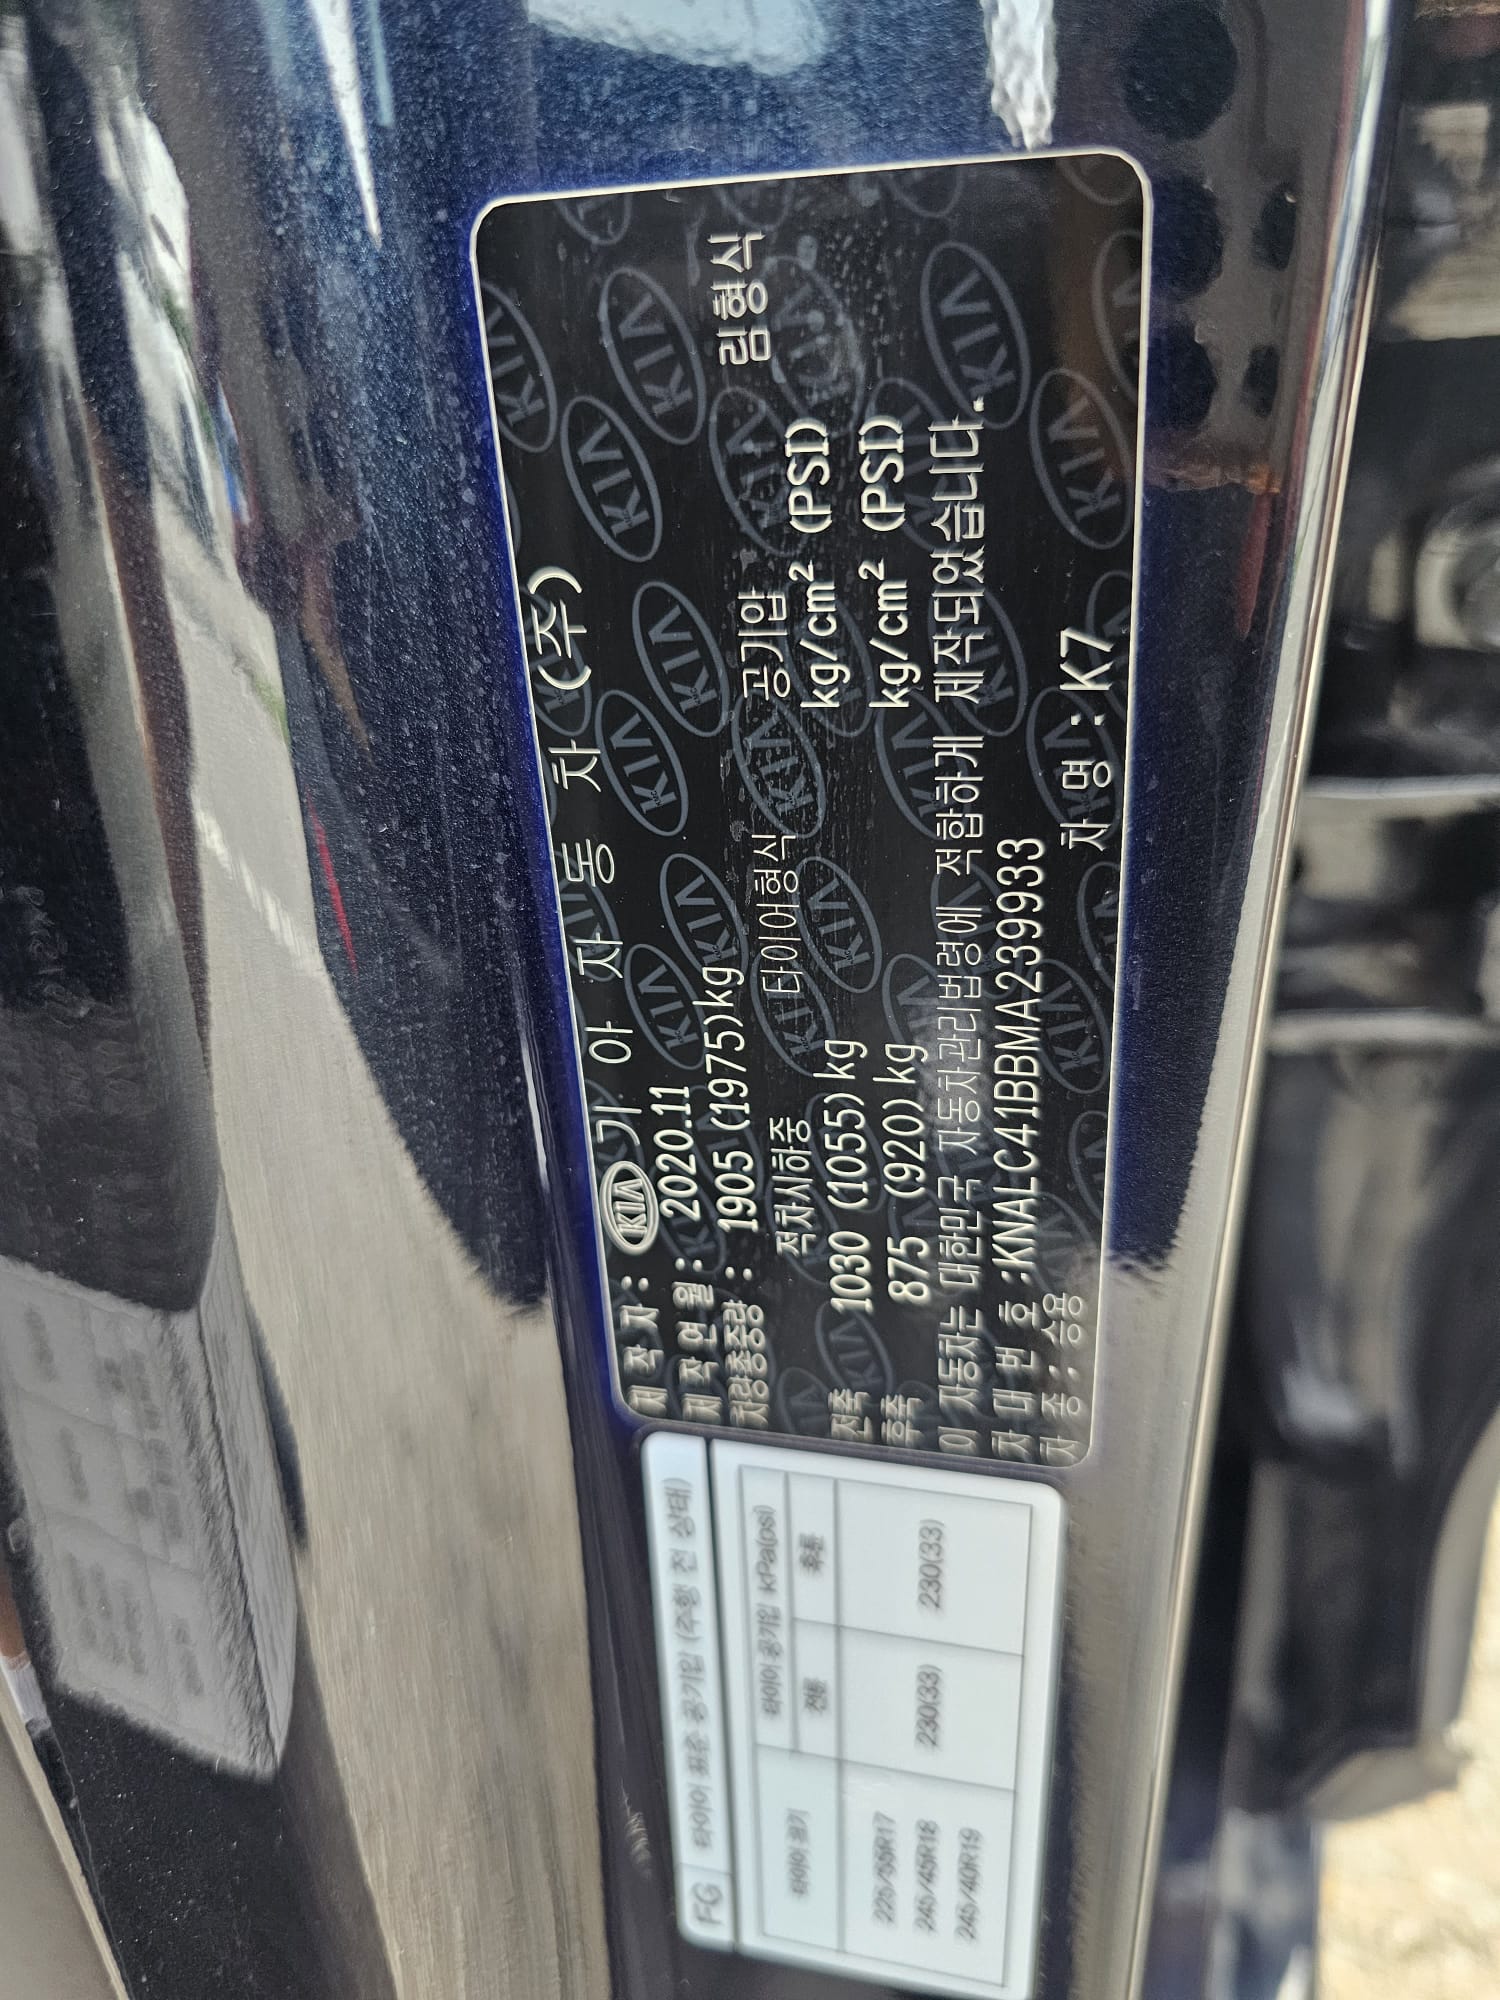 제 작 자 : KIA 기 아 자 동 차 (주)
제 작 연 월 : 2020.11
차량총중량 : 1905 (1975)kg
적차시하중 타이어형식 공기압 림형식
전축 1030 (1055) kg kg/cm² (PSI)
후축 875 (920) kg kg/cm² (PSI)
이 자동차는 대한민국 자동차관리법령에 적합하게 제작되었습니다.
차 대 번 호 :KNALC41BBMA239933
차 종 : 승용 차 명 : K7
FG 타이어 표준 공기압 (주행 전 상태)
타이어 크기 타이어 공기압 kPa(psi)
전륜 후륜
225/55R17
245/45R18 230(33) 230(33)
245/40R19